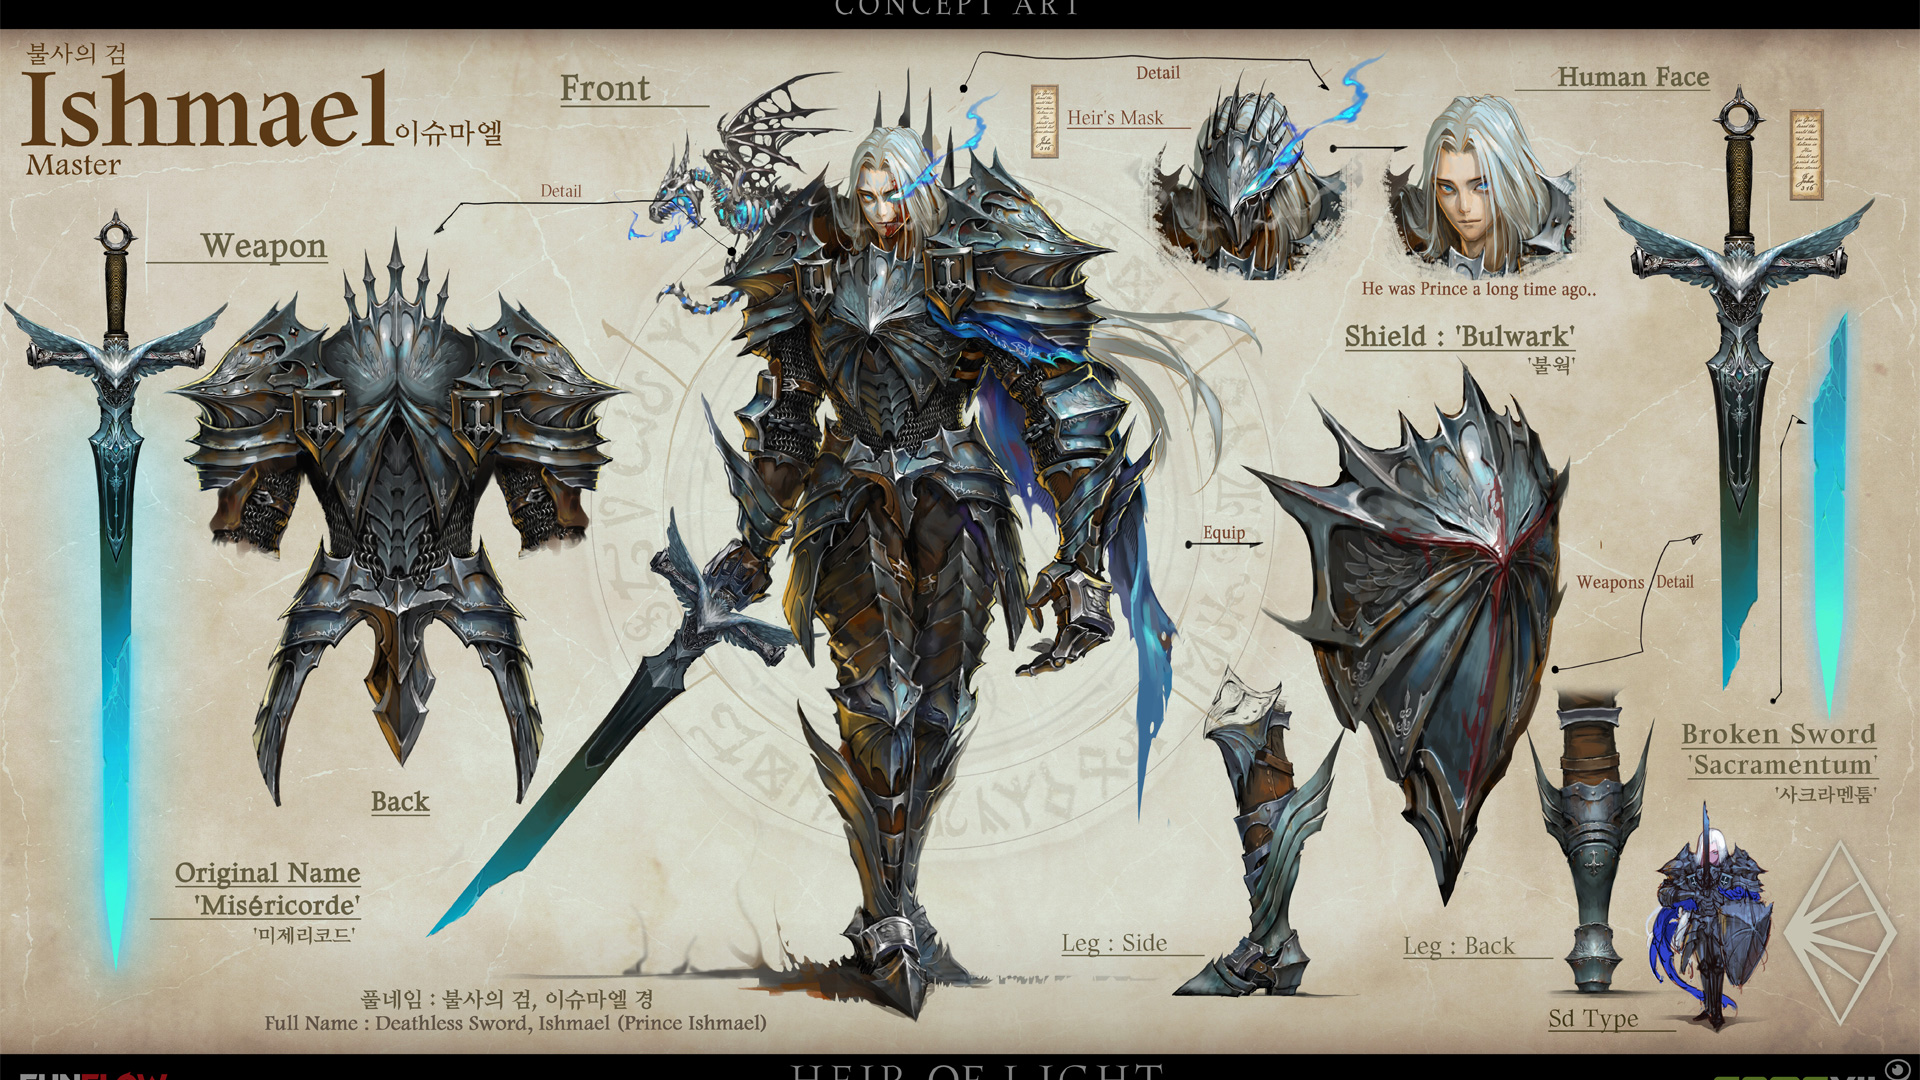 CONCEPT ART
불사의 검
Ishmael 이슈마엘
Master
Front
Detail
Heir's Mask
Human Face
Detail
Weapon
He was Prince a long time ago..
Shield : 'Bulwark'
'불웍'
Equip
Weapons Detail
Broken Sword
'Sacramentum'
'사크라멘툼'
Back
Original Name
'Miséricorde'
'미제리코드'
Leg : Side
Leg : Back
Sd Type
풀네임 : 불사의 검, 이슈마엘 경
Full Name : Deathless Sword, Ishmael (Prince Ishmael)
HEIR OF LIGHT
FUNFLOW